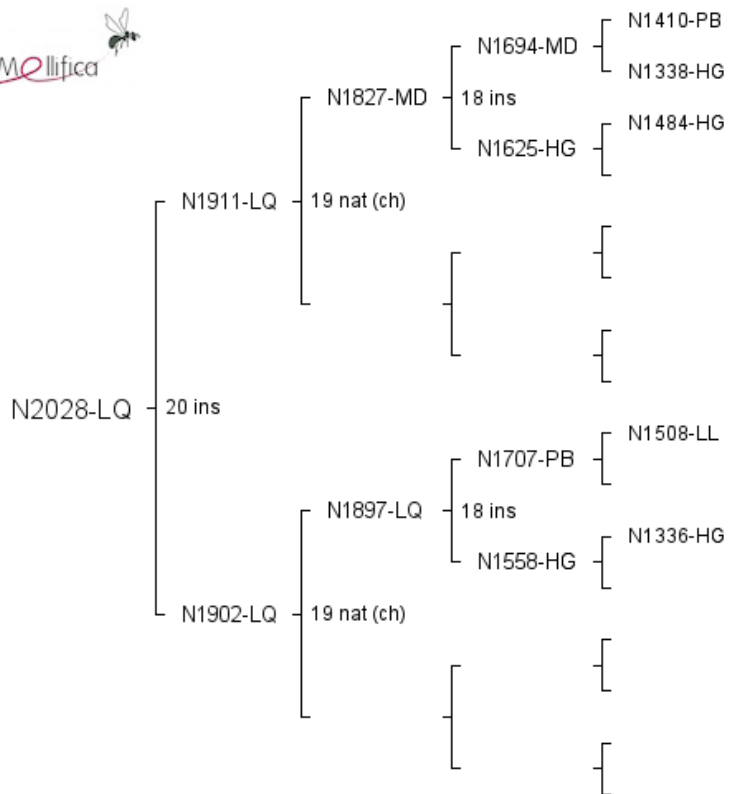 Mellifica
N1410-PB
N1694-MD
N1338-HG
N1827-MD
18 ins
N1484-HG
N1625-HG
N1911-LQ
19 nat (ch)
N2028-LQ
20 ins
N1508-LL
N1707-PB
N1897-LQ
18 ins
N1336-HG
N1558-HG
N1902-LQ
19 nat (ch)